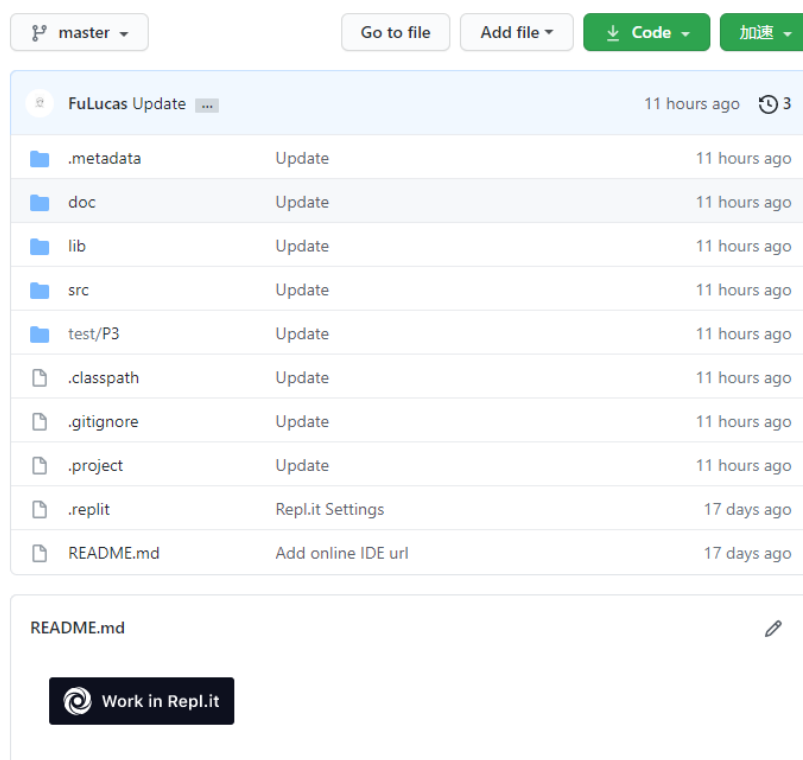 master Go to file Add file Code 加速
FuLucas Update ... 11 hours ago 3
.metadata Update 11 hours ago
doc Update 11 hours ago
lib Update 11 hours ago
src Update 11 hours ago
test/P3 Update 11 hours ago
.classpath Update 11 hours ago
.gitignore Update 11 hours ago
.project Update 11 hours ago
.replit Repl.it Settings 17 days ago
README.md Add online IDE url 17 days ago
README.md
Work in Repl.it